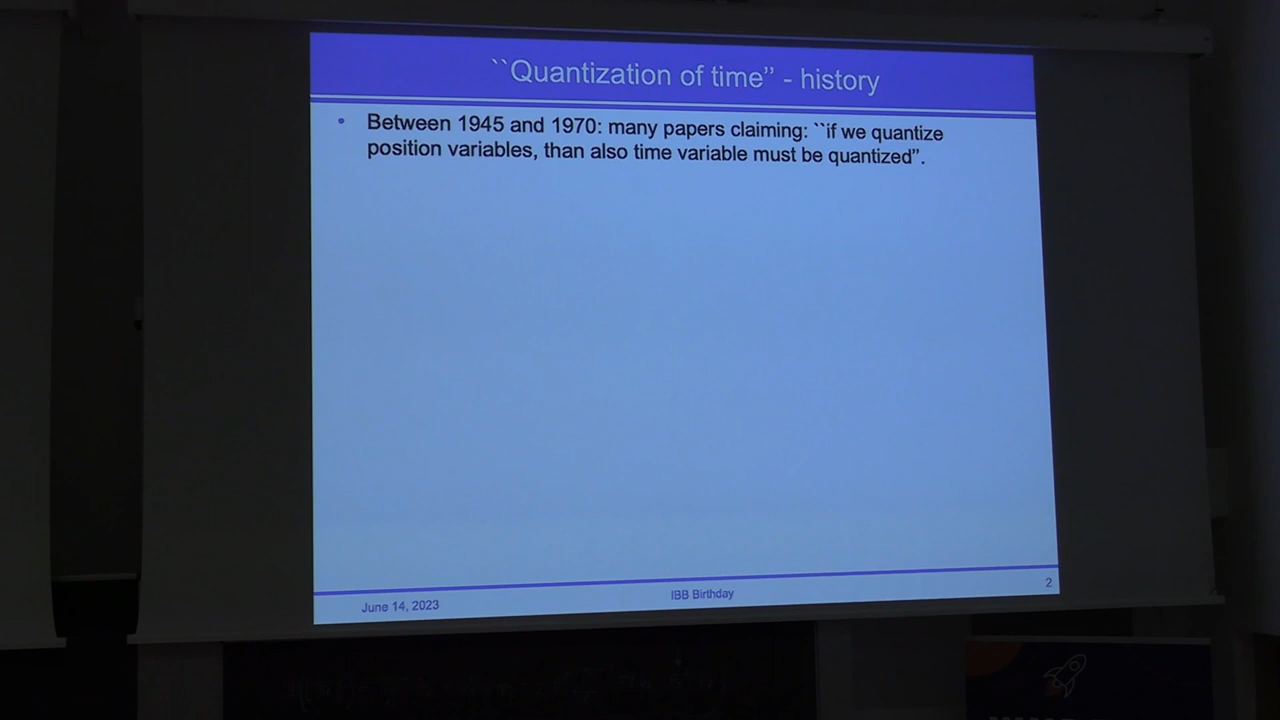 ``Quantization of time” - history
• Between 1945 and 1970: many papers claiming: ``if we quantize
position variables, than also time variable must be quantized”.
June 14, 2023
IBB Birthday
2